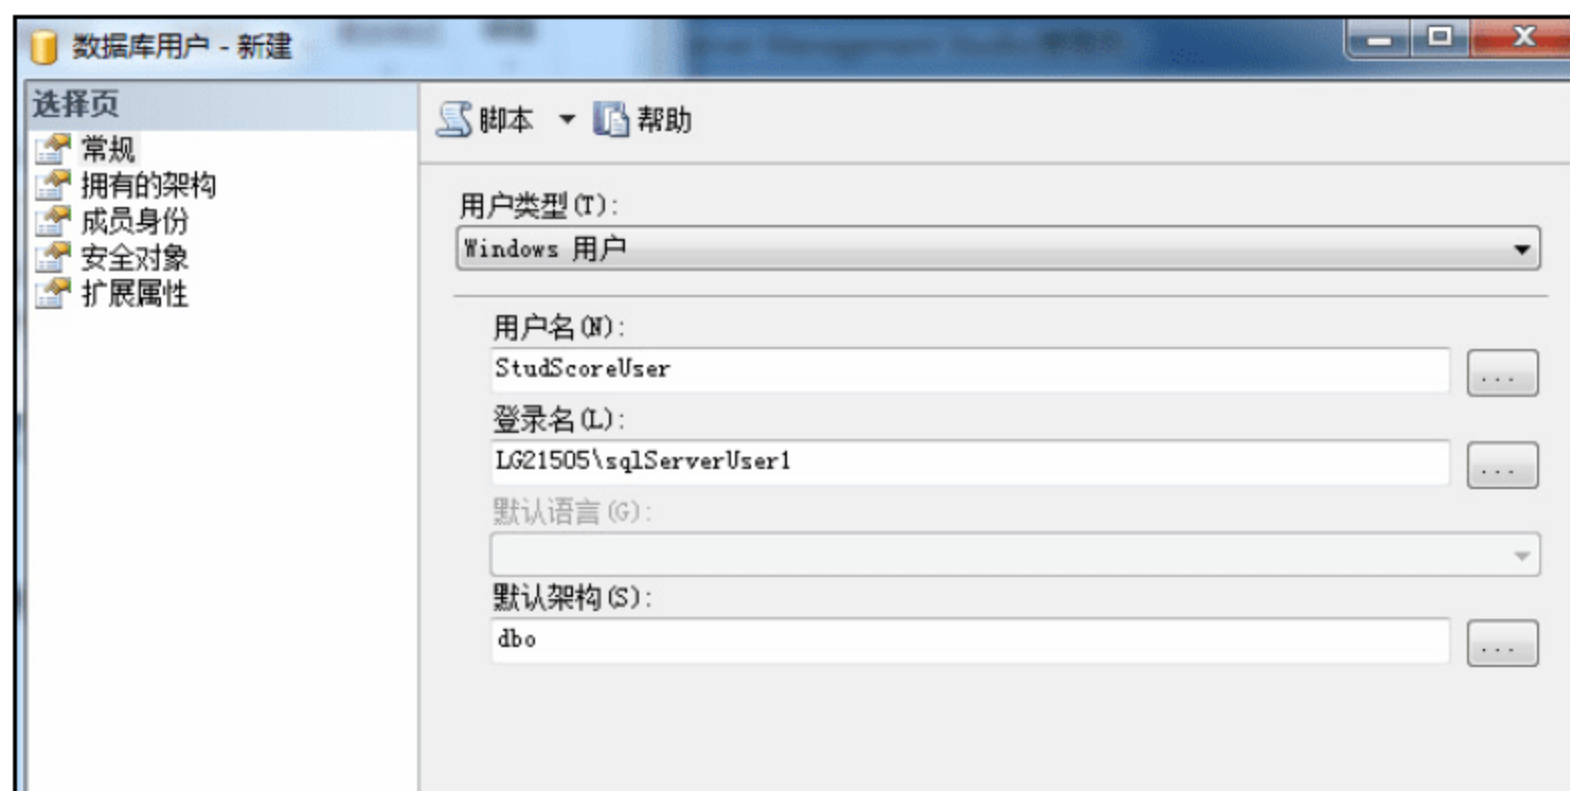 数据库用户 - 新建
选择页
常规
拥有的架构
成员身份
安全对象
扩展属性
脚本
帮助
用户类型(T):
Windows 用户
用户名(N):
StudScoreUser
...
登录名(L):
LG21505\sqlServerUser1
...
默认语言(G):
默认架构(S):
dbo
...